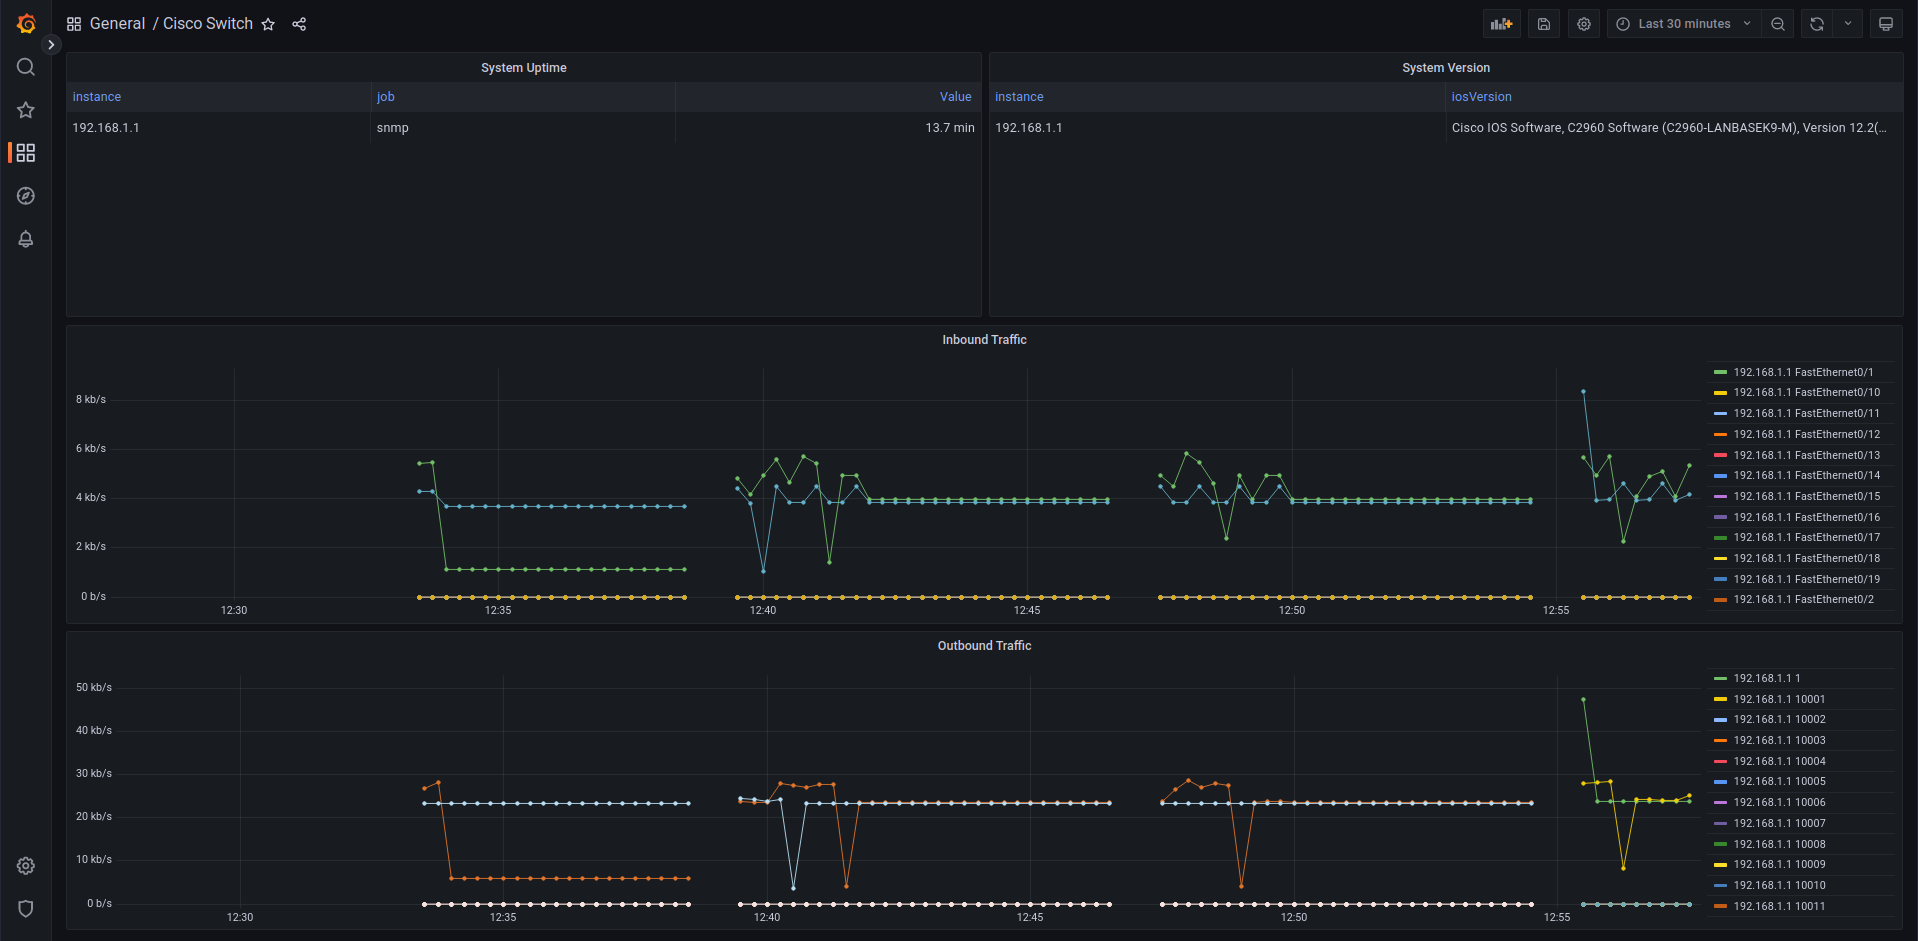 General / Cisco Switch
Last 30 minutes
System Uptime
instance job Value
192.168.1.1 snmp 13.7 min
System Version
instance iosVersion
192.168.1.1 Cisco IOS Software, C2960 Software (C2960-LANBASEK9-M), Version 12.2(...
Inbound Traffic
8 kb/s
6 kb/s
4 kb/s
2 kb/s
0 b/s
12:30 12:35 12:40 12:45 12:50 12:55
192.168.1.1 FastEthernet0/1
192.168.1.1 FastEthernet0/10
192.168.1.1 FastEthernet0/11
192.168.1.1 FastEthernet0/12
192.168.1.1 FastEthernet0/13
192.168.1.1 FastEthernet0/14
192.168.1.1 FastEthernet0/15
192.168.1.1 FastEthernet0/16
192.168.1.1 FastEthernet0/17
192.168.1.1 FastEthernet0/18
192.168.1.1 FastEthernet0/19
192.168.1.1 FastEthernet0/2
Outbound Traffic
50 kb/s
40 kb/s
30 kb/s
20 kb/s
10 kb/s
0 b/s
12:30 12:35 12:40 12:45 12:50 12:55
192.168.1.1 1
192.168.1.1 10001
192.168.1.1 10002
192.168.1.1 10003
192.168.1.1 10004
192.168.1.1 10005
192.168.1.1 10006
192.168.1.1 10007
192.168.1.1 10008
192.168.1.1 10009
192.168.1.1 10010
192.168.1.1 10011